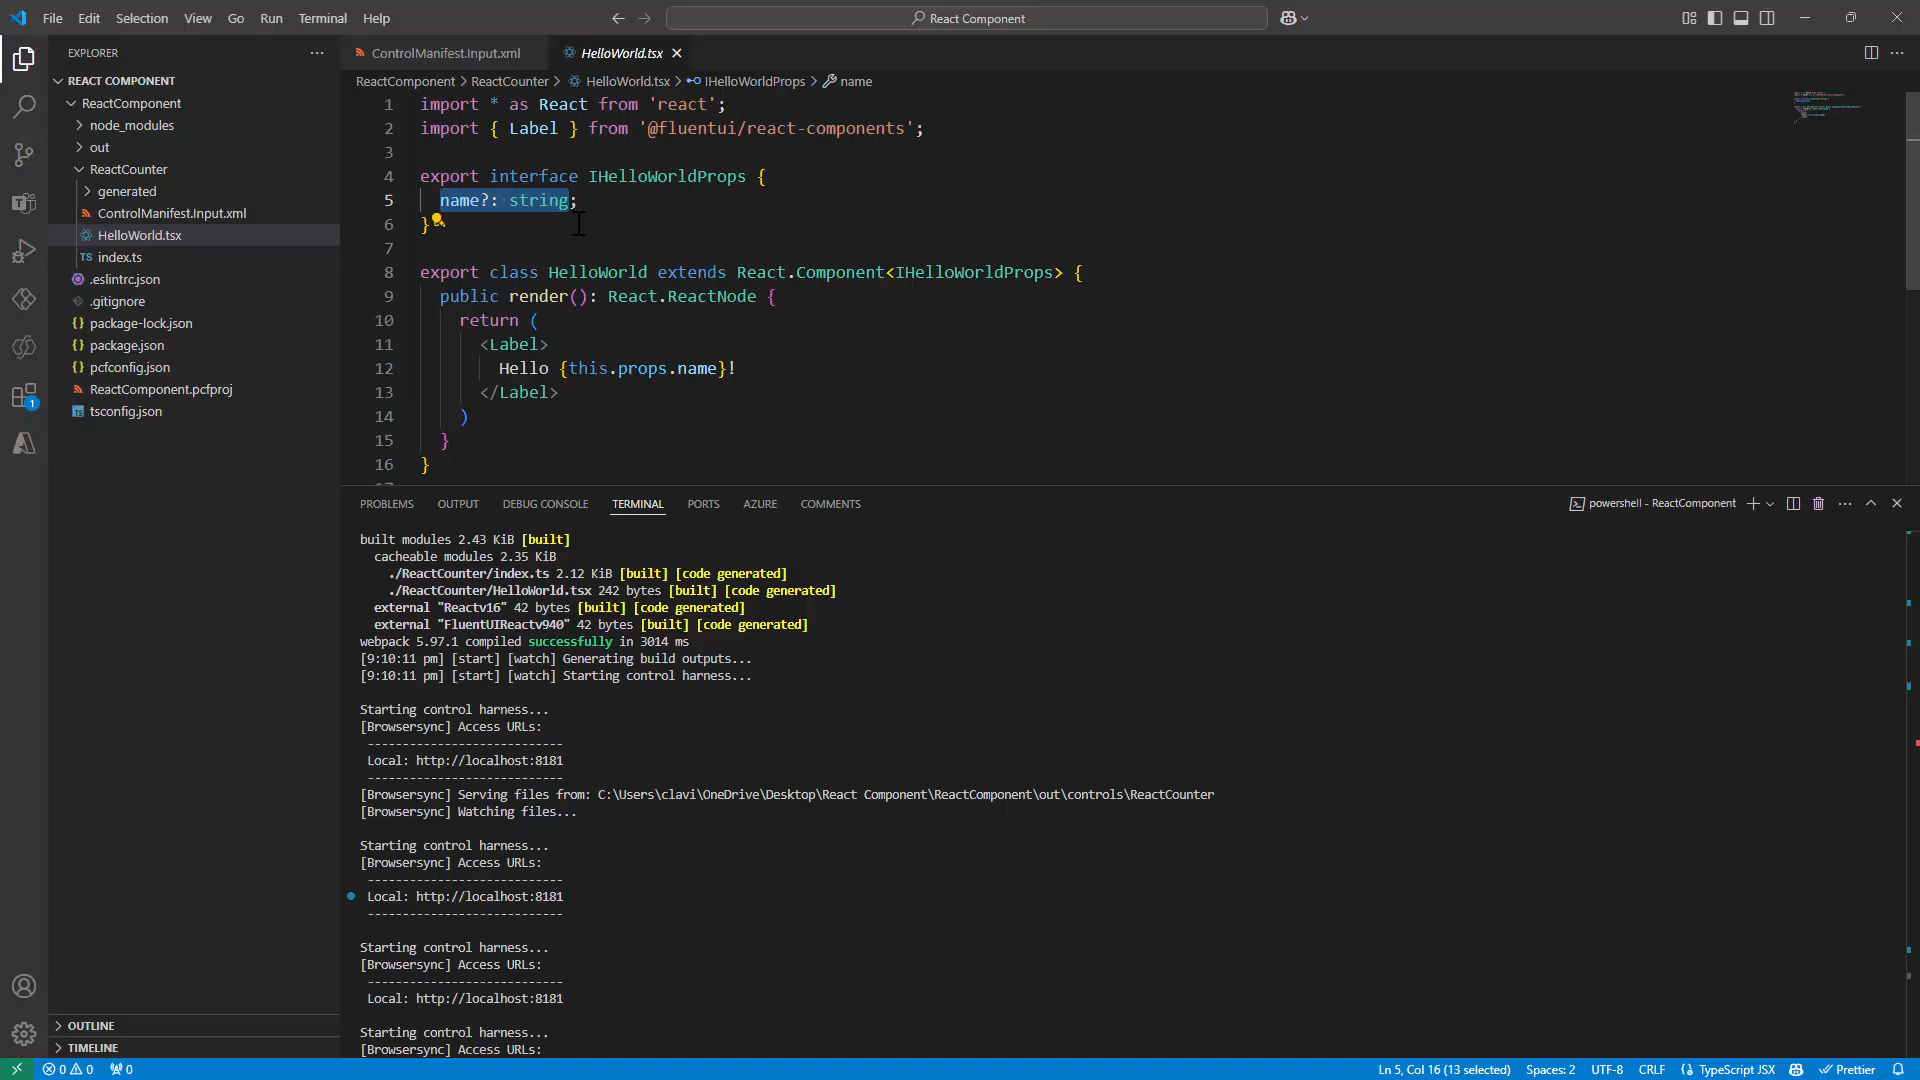 File Edit Selection View Go Run Terminal Help
React Component
EXPLORER
REACT COMPONENT
ReactComponent
node_modules
out
ReactCounter
generated
ControlManifest.Input.xml
HelloWorld.tsx
TS index.ts
.eslintrc.json
.gitignore
{} package-lock.json
{} package.json
{} pcfconfig.json
ReactComponent.pcfproj
TS tsconfig.json
OUTLINE
TIMELINE
1
ControlManifest.Input.xml
HelloWorld.tsx
ReactComponent > ReactCounter > HelloWorld.tsx > IHelloWorldProps > name
1 import * as React from 'react';
2 import { Label } from '@fluentui/react-components';
3
4 export interface IHelloWorldProps {
5 name?: string;
6 }
7
8 export class HelloWorld extends React.Component<IHelloWorldProps> {
9 public render(): React.ReactNode {
10 return (
11 <Label>
12 Hello {this.props.name}!
13 </Label>
14 )
15 }
16 }
PROBLEMS OUTPUT DEBUG CONSOLE TERMINAL PORTS AZURE COMMENTS
powershell - ReactComponent
built modules 2.43 KiB [built]
cacheable modules 2.35 KiB
./ReactCounter/index.ts 2.12 KiB [built] [code generated]
./ReactCounter/HelloWorld.tsx 242 bytes [built] [code generated]
external "Reactv16" 42 bytes [built] [code generated]
external "FluentUIReactv940" 42 bytes [built] [code generated]
webpack 5.97.1 compiled successfully in 3014 ms
[9:10:11 pm] [start] [watch] Generating build outputs...
[9:10:11 pm] [start] [watch] Starting control harness...
Starting control harness...
[Browsersync] Access URLs:
----------------------------
Local: http://localhost:8181
----------------------------
[Browsersync] Serving files from: C:\Users\clavi\OneDrive\Desktop\React Component\ReactComponent\out\controls\ReactCounter
[Browsersync] Watching files...
Starting control harness...
[Browsersync] Access URLs:
----------------------------
Local: http://localhost:8181
----------------------------
Starting control harness...
[Browsersync] Access URLs:
----------------------------
Local: http://localhost:8181
Starting control harness...
[Browsersync] Access URLs:
0 0 0
Ln 5, Col 16 (13 selected) Spaces: 2 UTF-8 CRLF {} TypeScript JSX Prettier